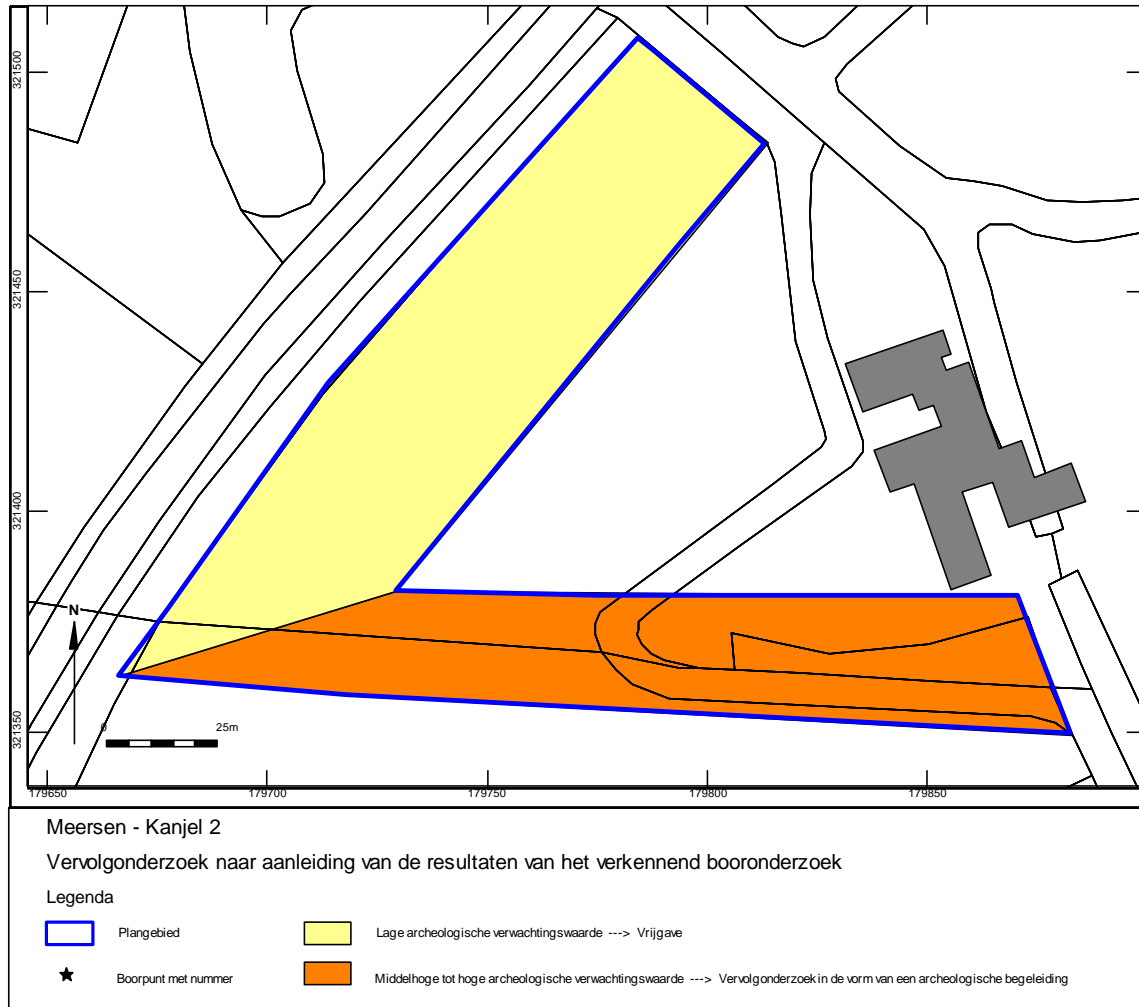 321500
321450
321400
321350
N
0 25m
179650 179700 179750 179800 179850
Meersen - Kanjel 2
Vervolgonderzoek naar aanleiding van de resultaten van het verkennend booronderzoek
Legenda
Plangebied
Lage archeologische verwachtingswaarde ---> Vrijgave
Boorpunt met nummer
Middelhoge tot hoge archeologische verwachtingswaarde ---> Vervolgonderzoek in de vorm van een archeologische begeleiding